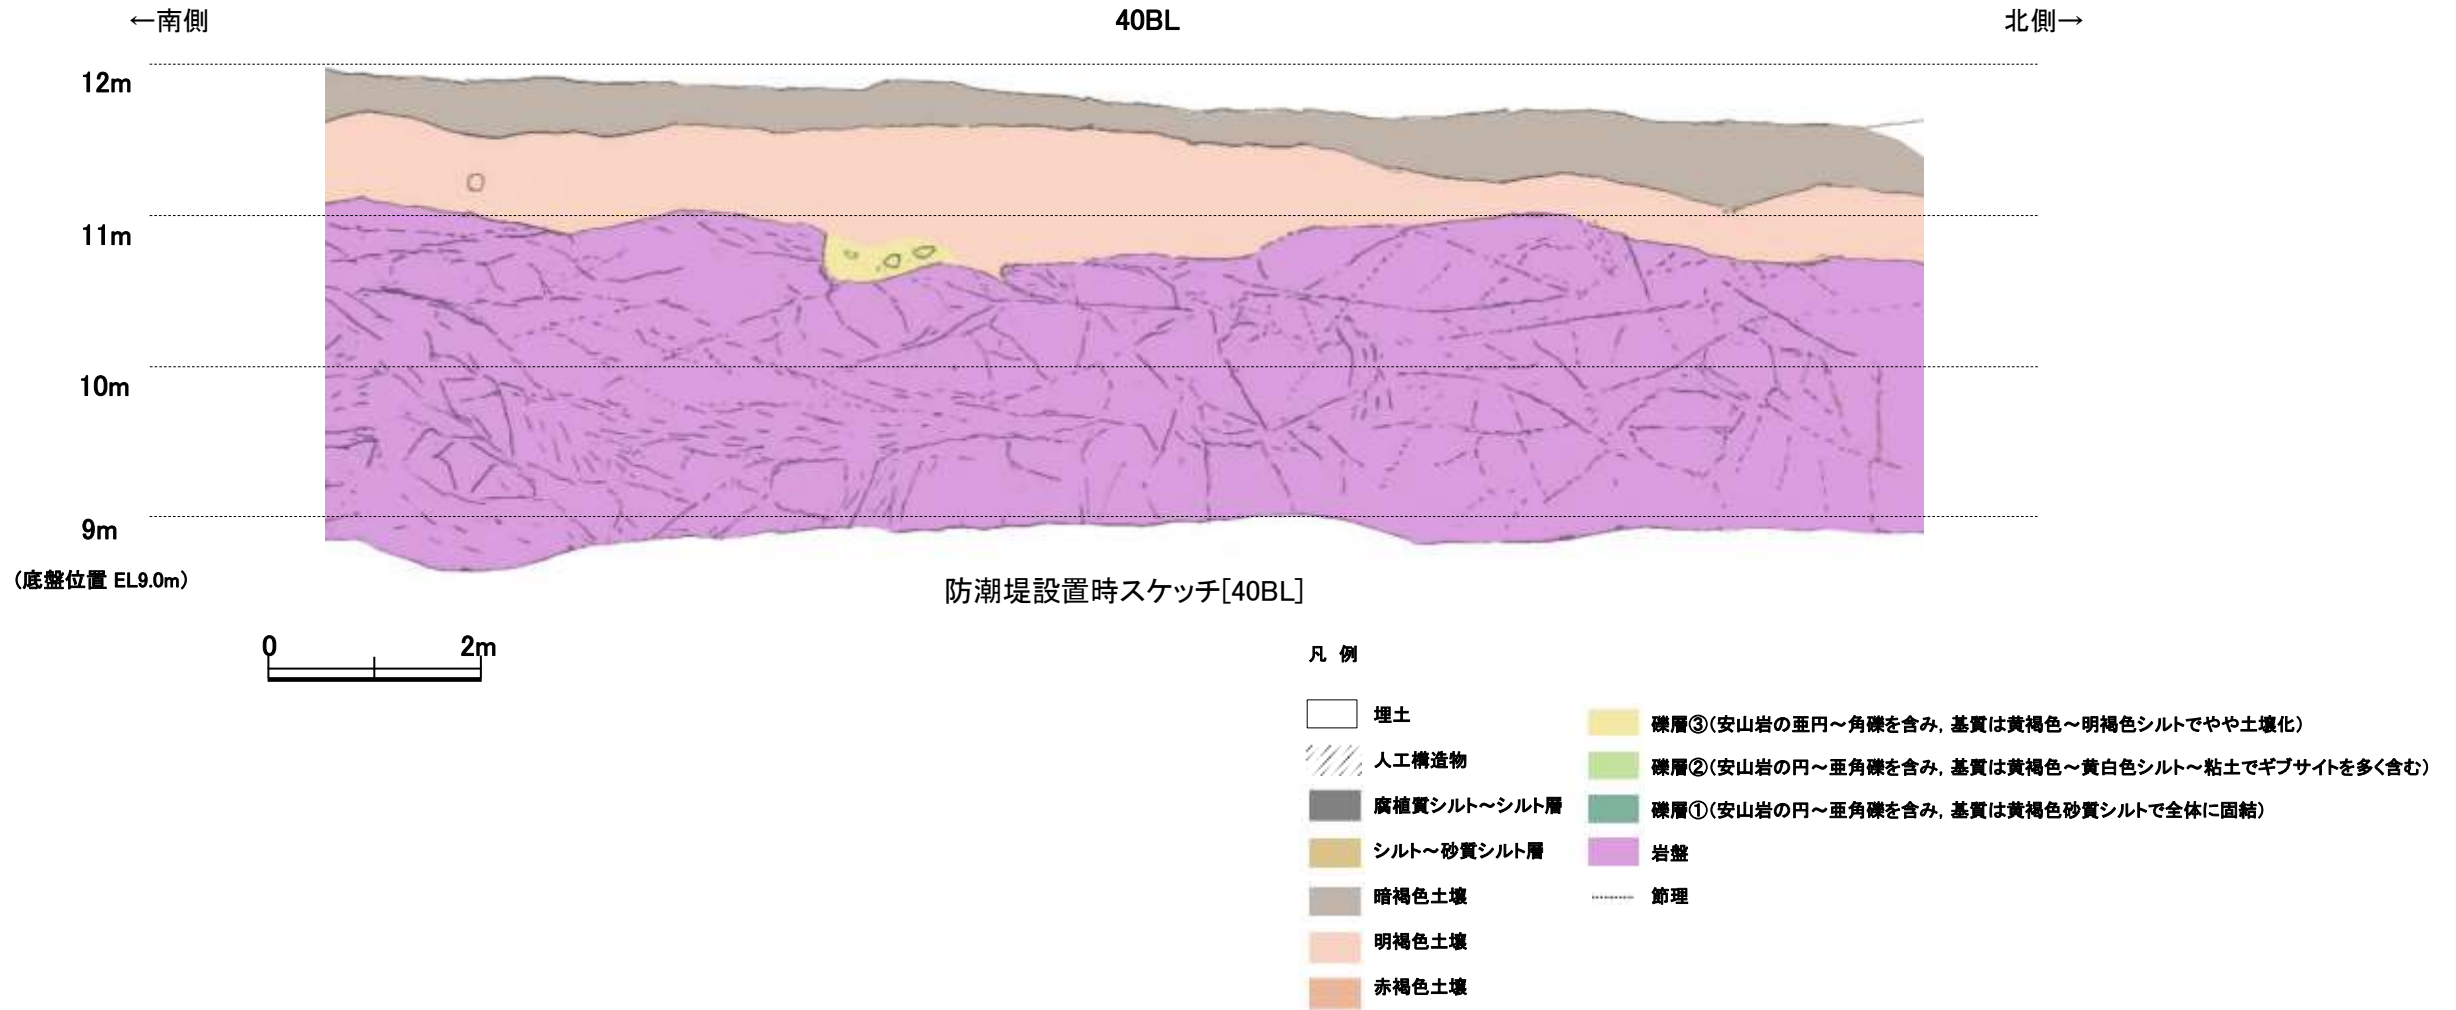 ←南側
40BL
北側→
12m
11m
10m
9m
（底盤位置 EL9.0m）
防潮堤設置時スケッチ[40BL]
0
2m
凡 例
埋土
人工構造物
腐植質シルト～シルト層
シルト～砂質シルト層
暗褐色土壌
明褐色土壌
赤褐色土壌
礫層③（安山岩の亜円～角礫を含み，基質は黄褐色～明褐色シルトでやや土壌化）
礫層②（安山岩の円～亜角礫を含み，基質は黄褐色～黄白色シルト～粘土でギブサイトを多く含む）
礫層①（安山岩の円～亜角礫を含み，基質は黄褐色砂質シルトで全体に固結）
岩盤
節理